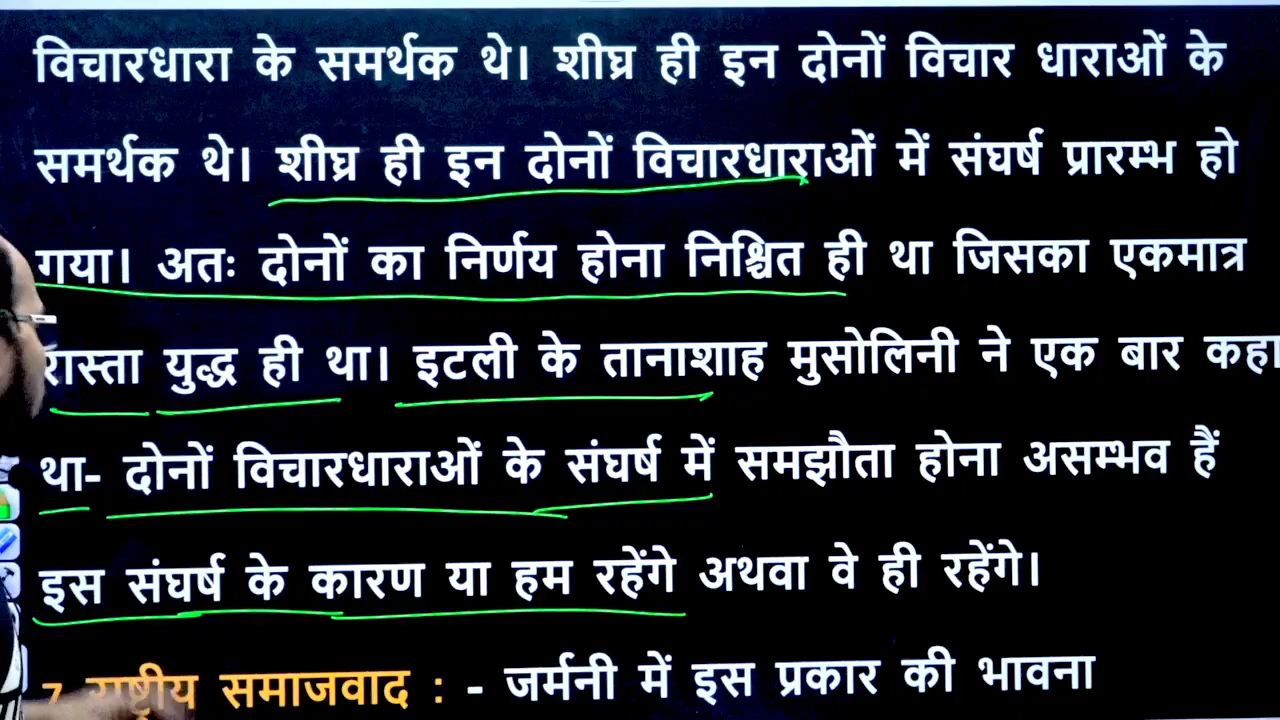 विचारधारा के समर्थक थे। शीघ्र ही इन दोनों विचार धाराओं के
समर्थक थे। शीघ्र ही इन दोनों विचारधाराओं में संघर्ष प्रारम्भ हो
गया। अतः दोनों का निर्णय होना निश्चित ही था जिसका एकमात्र
रास्ता युद्ध ही था। इटली के तानाशाह मुसोलिनी ने एक बार कहा
था- दोनों विचारधाराओं के संघर्ष में समझौता होना असम्भव हैं
इस संघर्ष के कारण या हम रहेंगे अथवा वे ही रहेंगे।
7 राष्ट्रीय समाजवाद : - जर्मनी में इस प्रकार की भावना